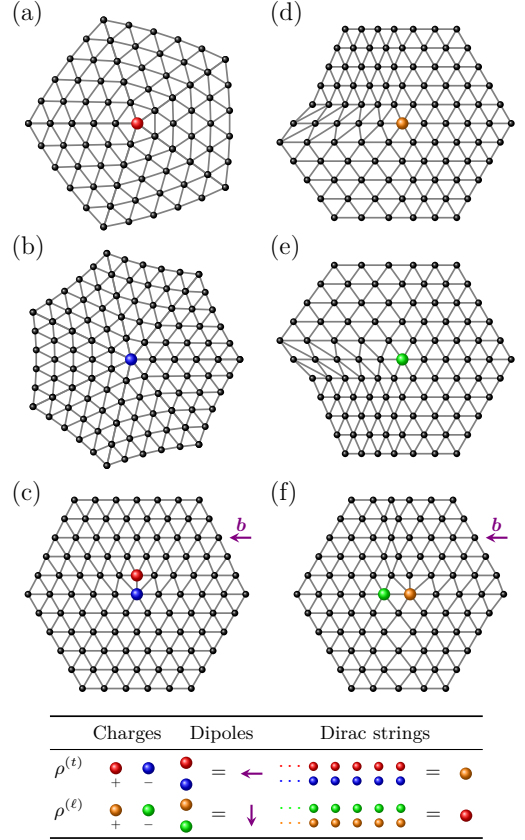 (a) (d)
(b) (e)
(c) (f)
b b
Charges Dipoles Dirac strings
ρ(t) = ← ··· = 
+ −
ρ(ℓ) = ↓ ··· =
+ −